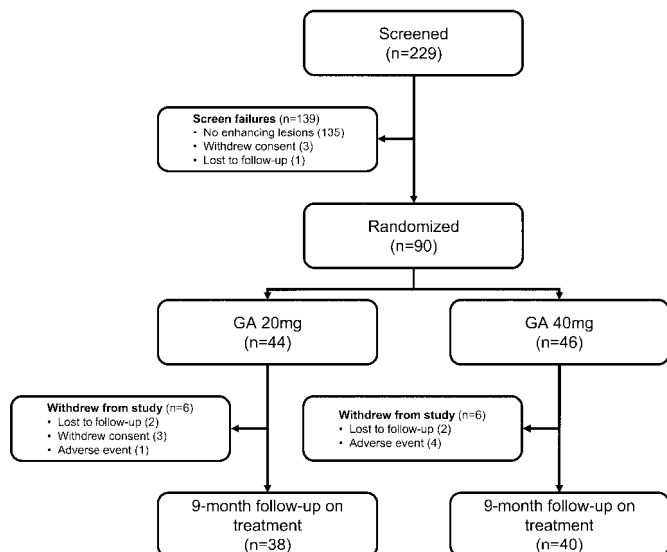 Screened
(n=229)
Screen failures (n=139)
• No enhancing lesions (135)
• Withdrew consent (3)
• Lost to follow-up (1)
Randomized
(n=90)
GA 20mg
(n=44)
GA 40mg
(n=46)
Withdrew from study (n=6)
• Lost to follow-up (2)
• Withdrew consent (3)
• Adverse event (1)
Withdrew from study (n=6)
• Lost to follow-up (2)
• Adverse event (4)
9-month follow-up on
treatment
(n=38)
9-month follow-up on
treatment
(n=40)